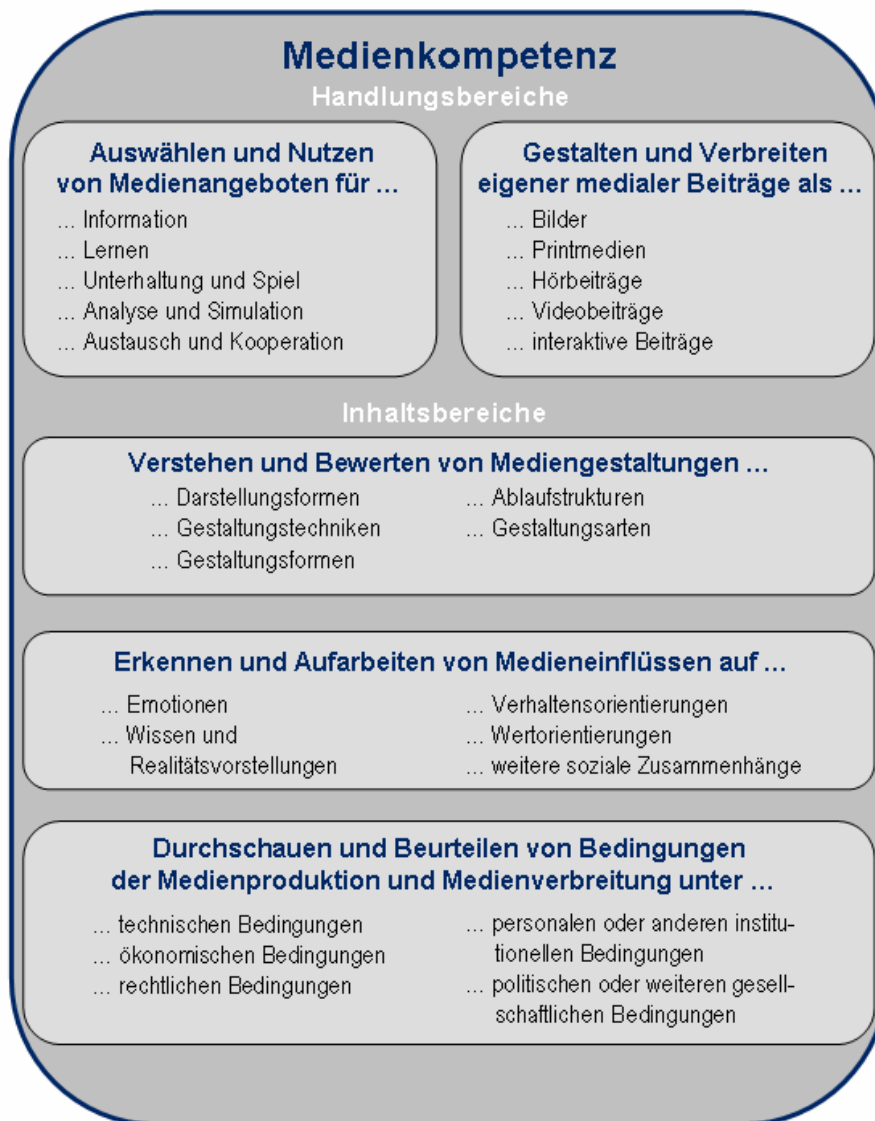 Medienkompetenz
Handlungsbereiche
Auswählen und Nutzen
von Medienangeboten für ...
... Information
... Lernen
... Unterhaltung und Spiel
... Analyse und Simulation
... Austausch und Kooperation
Gestalten und Verbreiten
eigener medialer Beiträge als ...
... Bilder
... Printmedien
... Hörbeiträge
... Videobeiträge
... interaktive Beiträge
Inhaltsbereiche
Verstehen und Bewerten von Mediengestaltungen ...
... Darstellungsformen
... Gestaltungstechniken
... Gestaltungsformen
... Ablaufstrukturen
... Gestaltungsarten
Erkennen und Aufarbeiten von Medieneinflüssen auf ...
... Emotionen
... Wissen und
Realitätsvorstellungen
... Verhaltensorientierungen
... Wertorientierungen
... weitere soziale Zusammenhänge
Durchschauen und Beurteilen von Bedingungen
der Medienproduktion und Medienverbreitung unter ...
... technischen Bedingungen
... ökonomischen Bedingungen
... rechtlichen Bedingungen
... personalen oder anderen institu-
tionellen Bedingungen
... politischen oder weiteren gesell-
schaftlichen Bedingungen